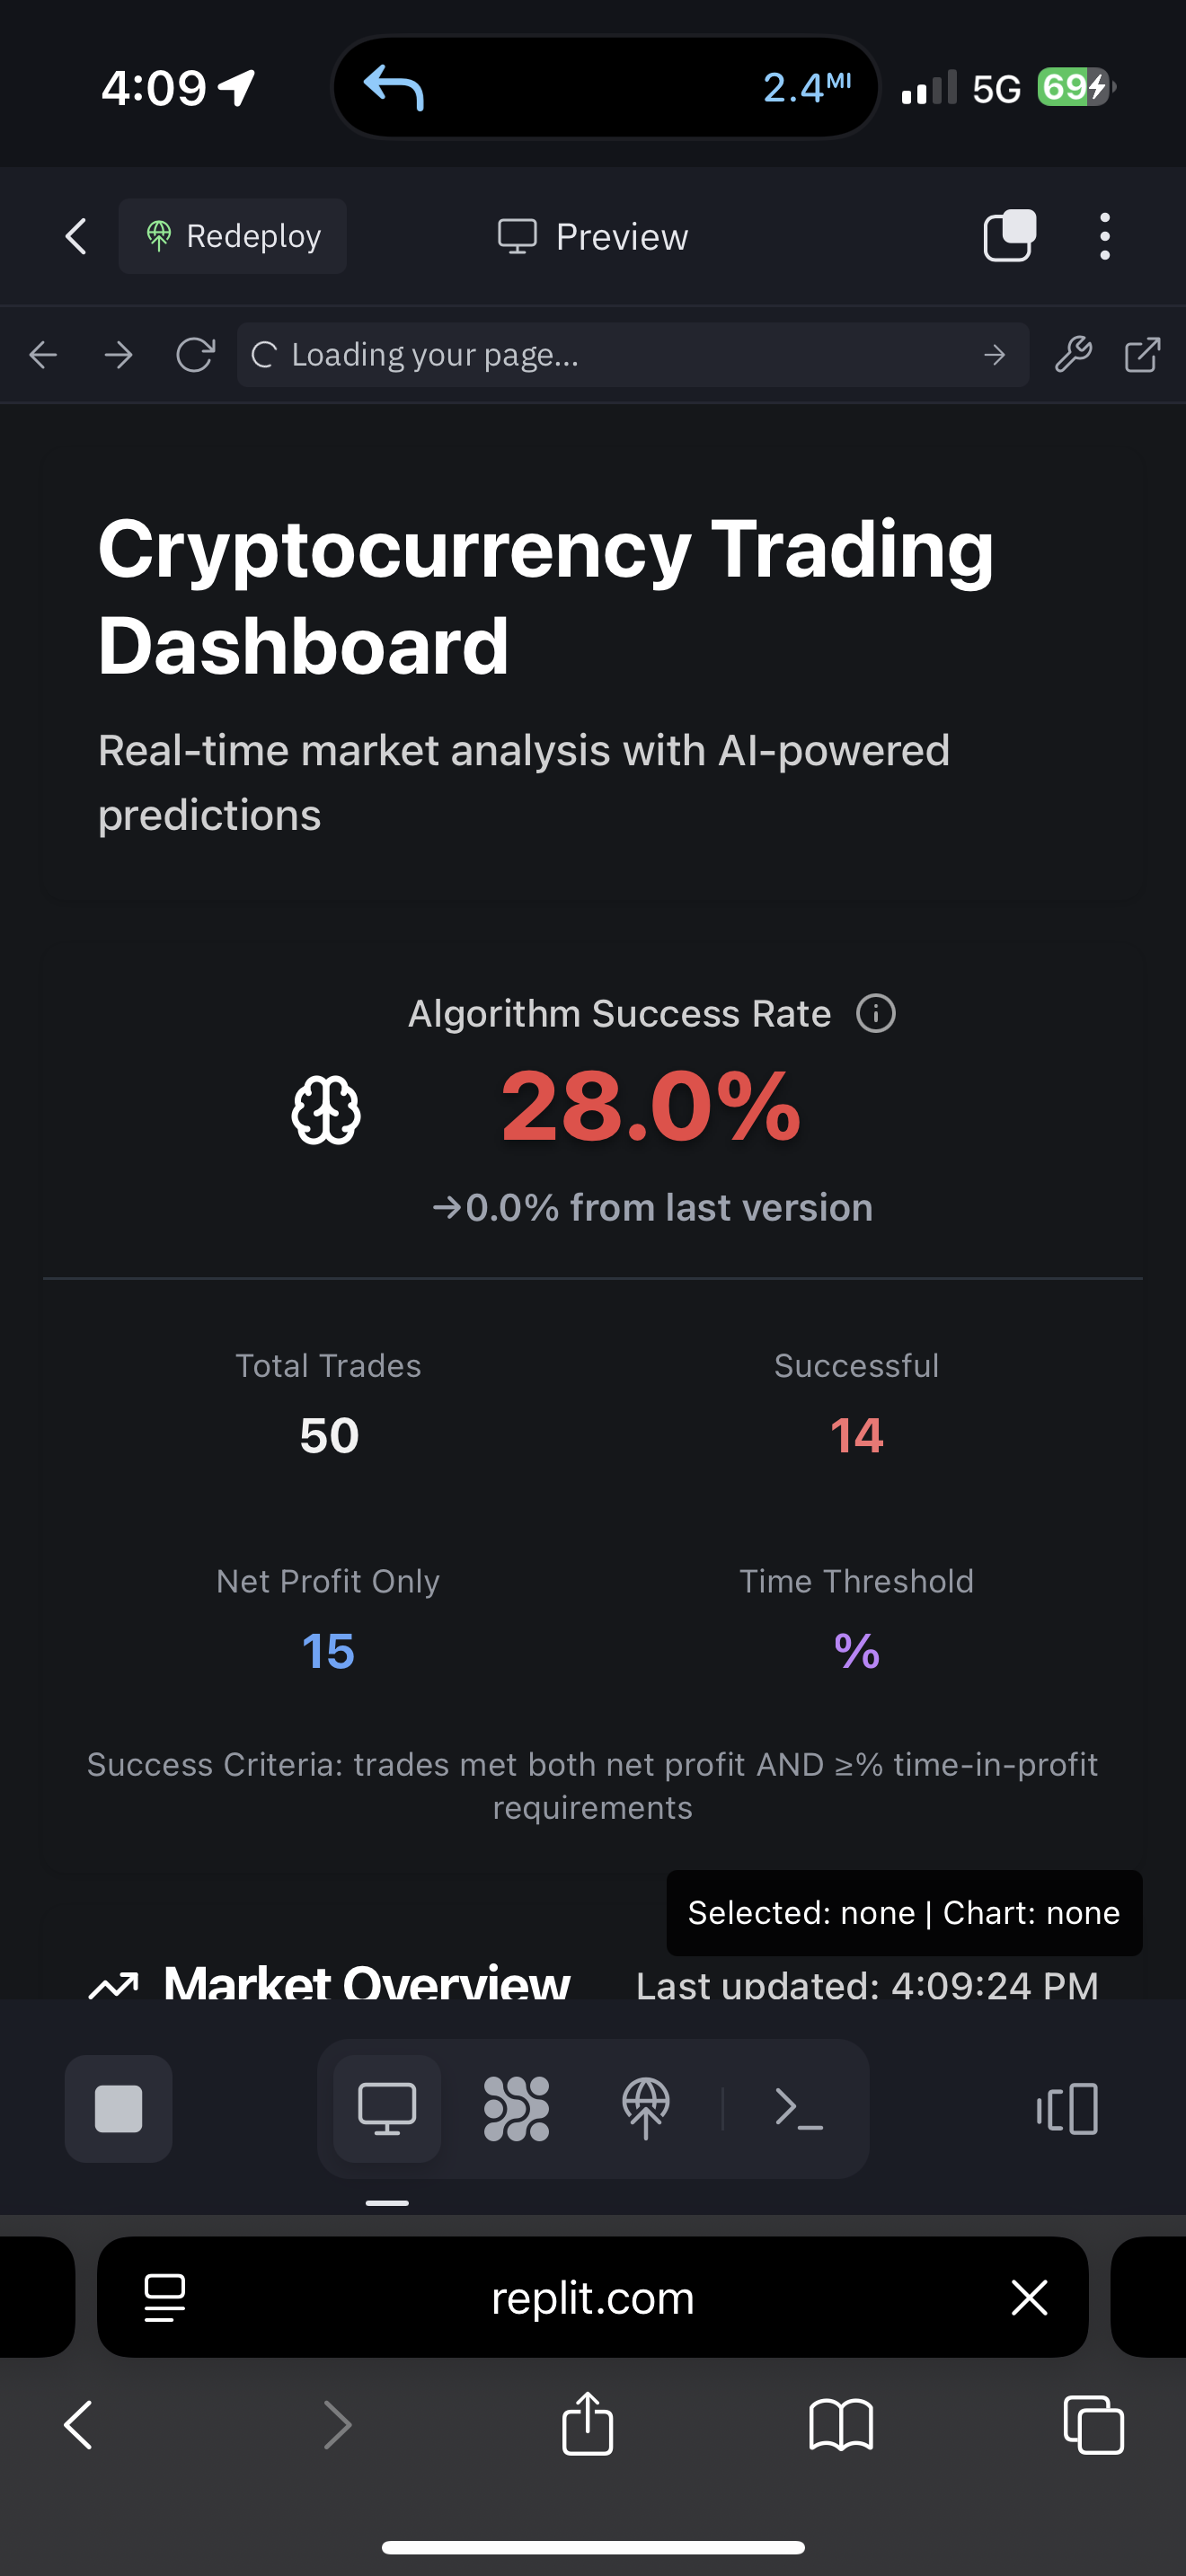 4:09
2.4MI
5G
69
Redeploy
Preview
Loading your page...
Cryptocurrency Trading
Dashboard
Real-time market analysis with AI-powered
predictions
Algorithm Success Rate
28.0%
→0.0% from last version
Total Trades
50
Successful
14
Net Profit Only
15
Time Threshold
%
Success Criteria: trades met both net profit AND ≥% time-in-profit
requirements
Selected: none | Chart: none
Market Overview
Last updated: 4:09:24 PM
replit.com